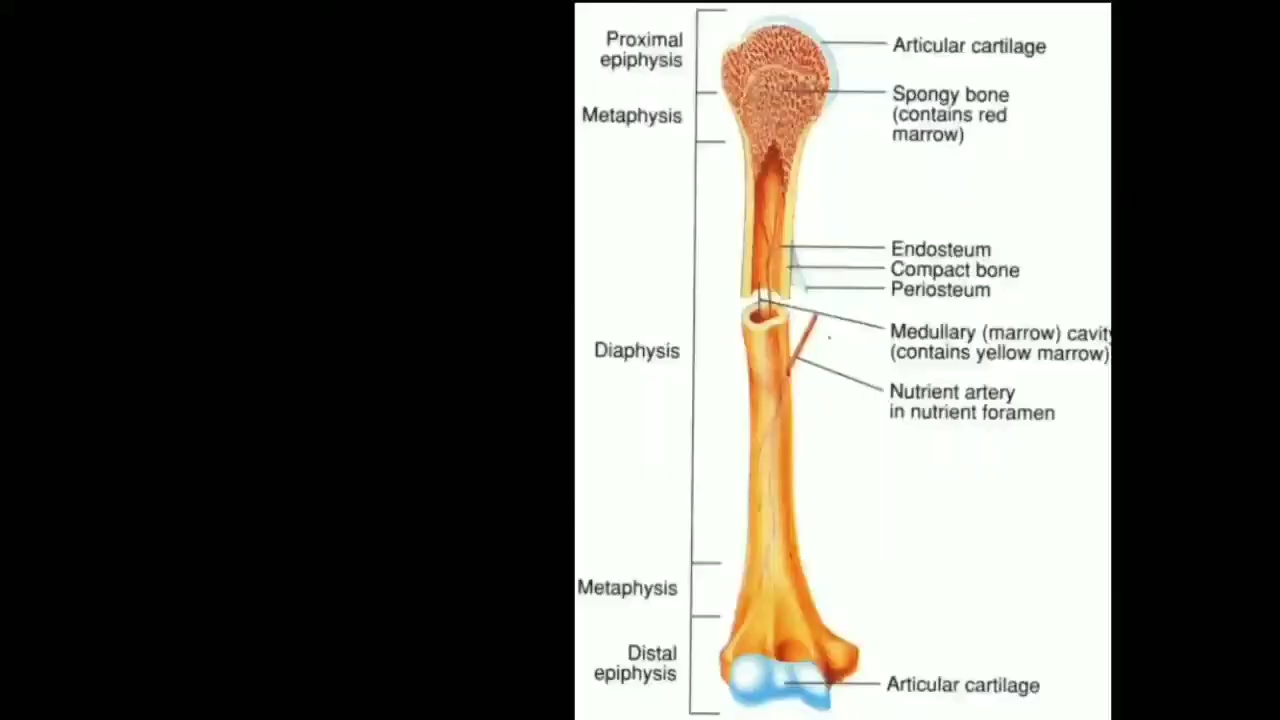 Proximal
epiphysis
Metaphysis
Diaphysis
Metaphysis
Distal
epiphysis
Articular cartilage
Spongy bone
(contains red
marrow)
Endosteum
Compact bone
Periosteum
Medullary (marrow) cavity
(contains yellow marrow)
Nutrient artery
in nutrient foramen
Articular cartilage